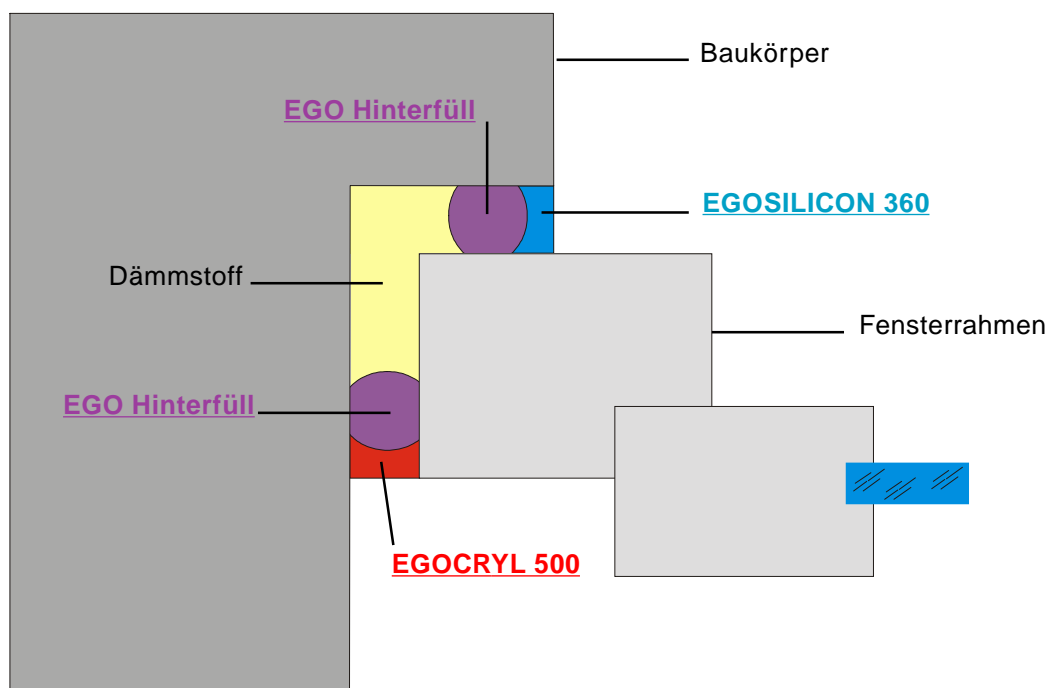 Baukörper
EGO Hinterfüll
EGOSILICON 360
Dämmstoff
Fensterrahmen
EGO Hinterfüll
EGOCRYL 500